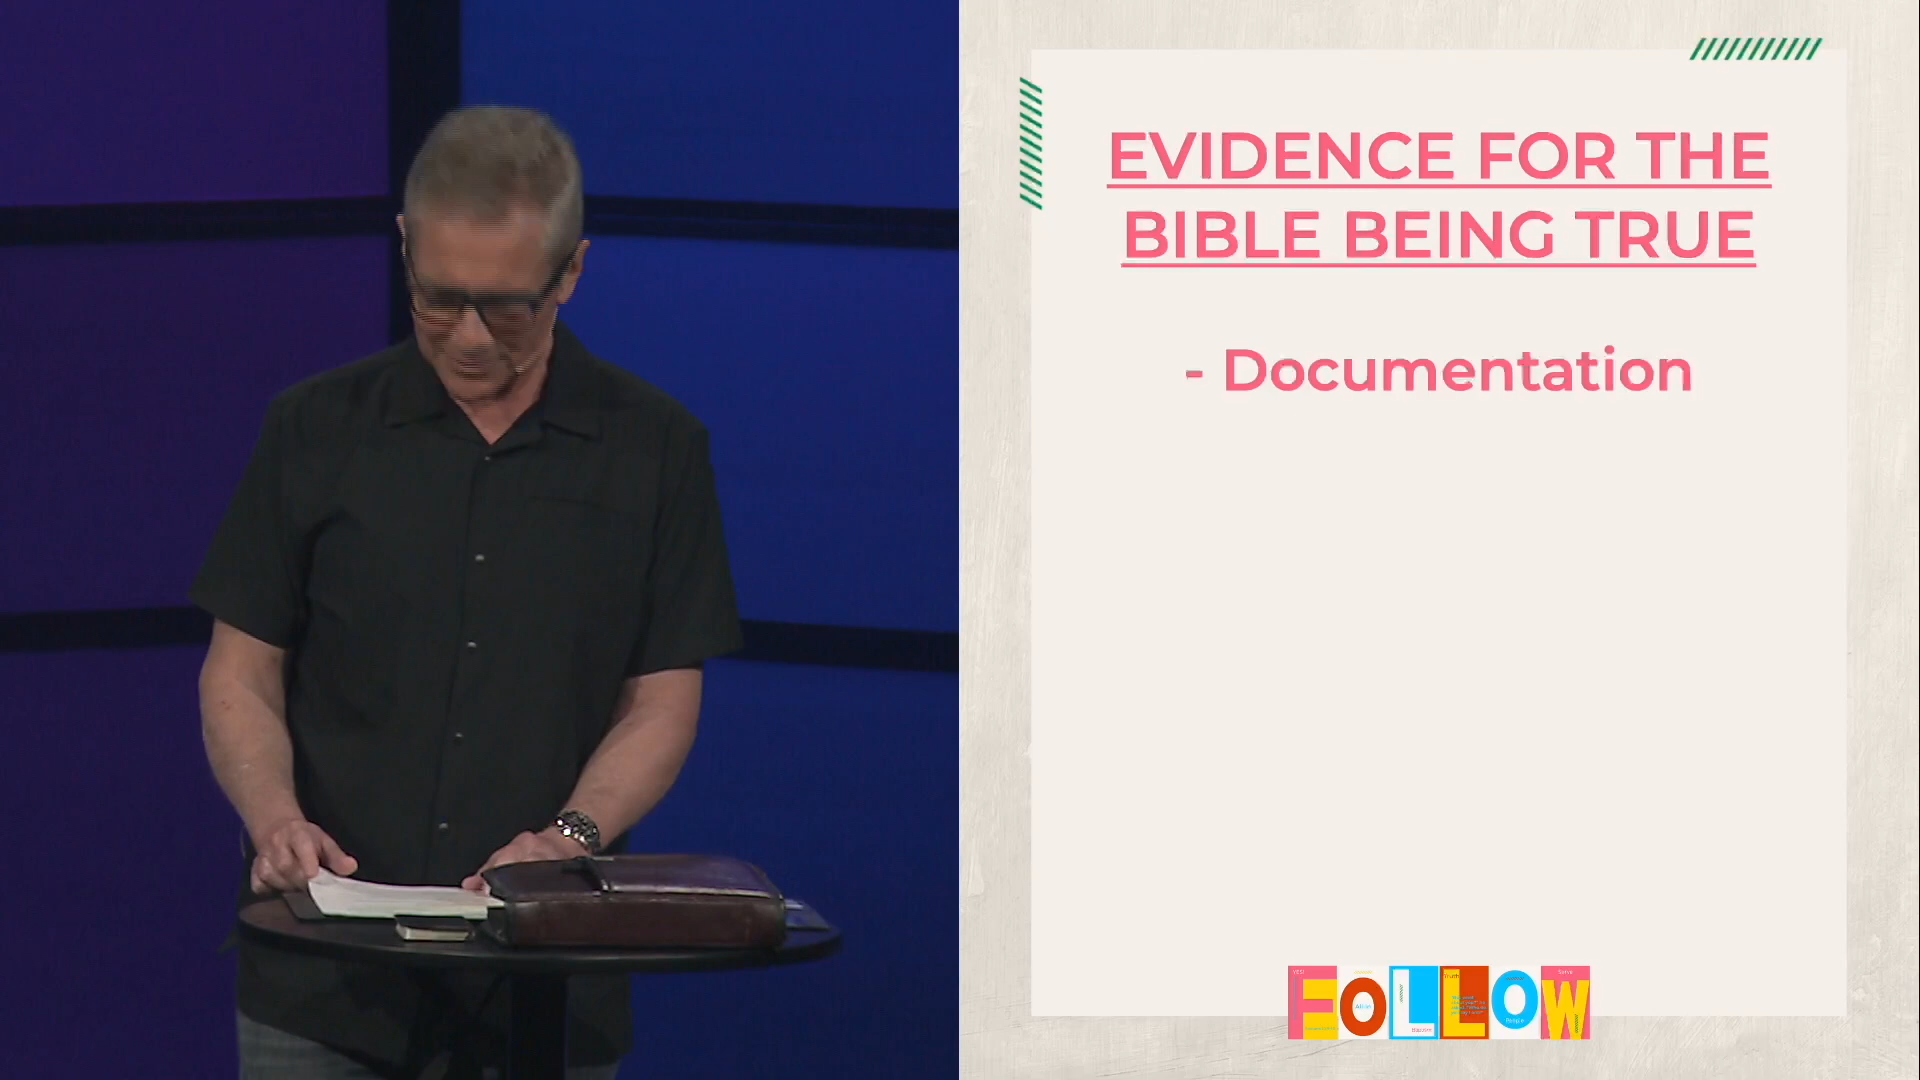 EVIDENCE FOR THE
BIBLE BEING TRUE
- Documentation
FOLLOW